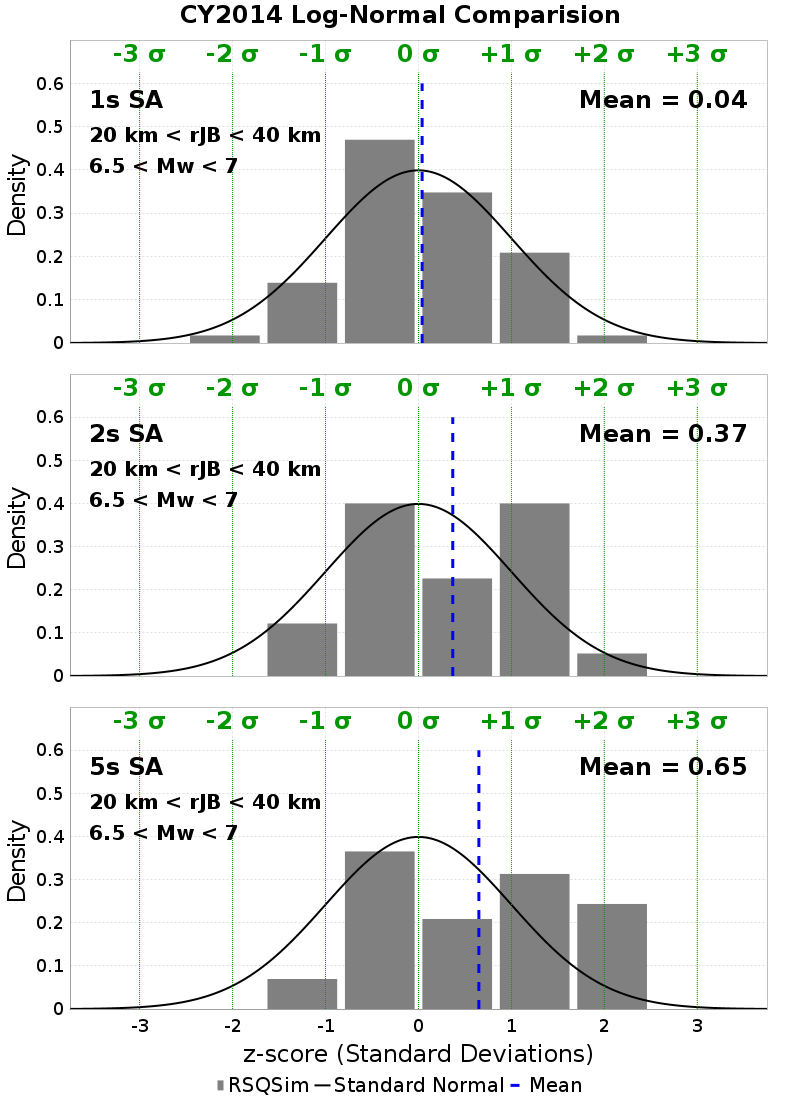 CY2014 Log-Normal Comparision
-3 σ -2 σ -1 σ 0 σ +1 σ +2 σ +3 σ
1s SA
Mean = 0.04
20 km < rJB < 40 km
6.5 < Mw < 7
Density
0.6
0.5
0.4
0.3
0.2
0.1
0
-3 σ -2 σ -1 σ 0 σ +1 σ +2 σ +3 σ
2s SA
Mean = 0.37
20 km < rJB < 40 km
6.5 < Mw < 7
Density
0.6
0.5
0.4
0.3
0.2
0.1
0
-3 σ -2 σ -1 σ 0 σ +1 σ +2 σ +3 σ
5s SA
Mean = 0.65
20 km < rJB < 40 km
6.5 < Mw < 7
Density
0.6
0.5
0.4
0.3
0.2
0.1
0
-3 -2 -1 0 1 2 3
z-score (Standard Deviations)
RSQSim Standard Normal Mean